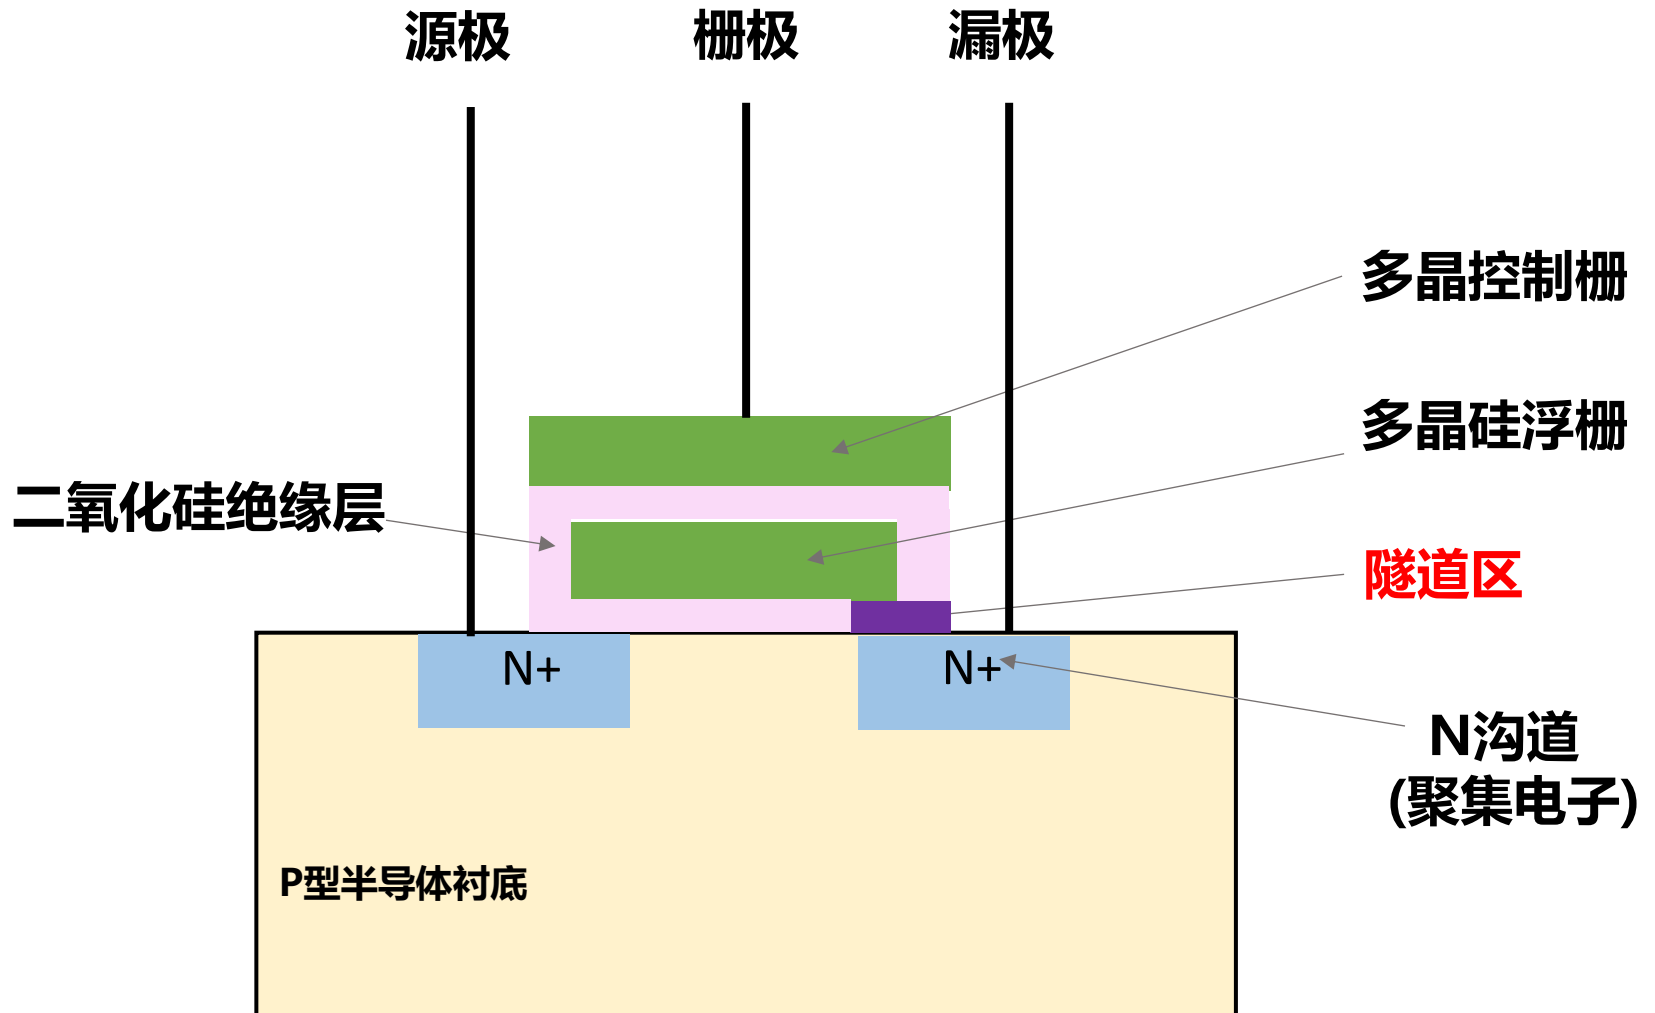 源极
栅极
漏极
多晶控制栅
多晶硅浮栅
二氧化硅绝缘层
隧道区
N+
N+
N沟道
(聚集电子)
P型半导体衬底